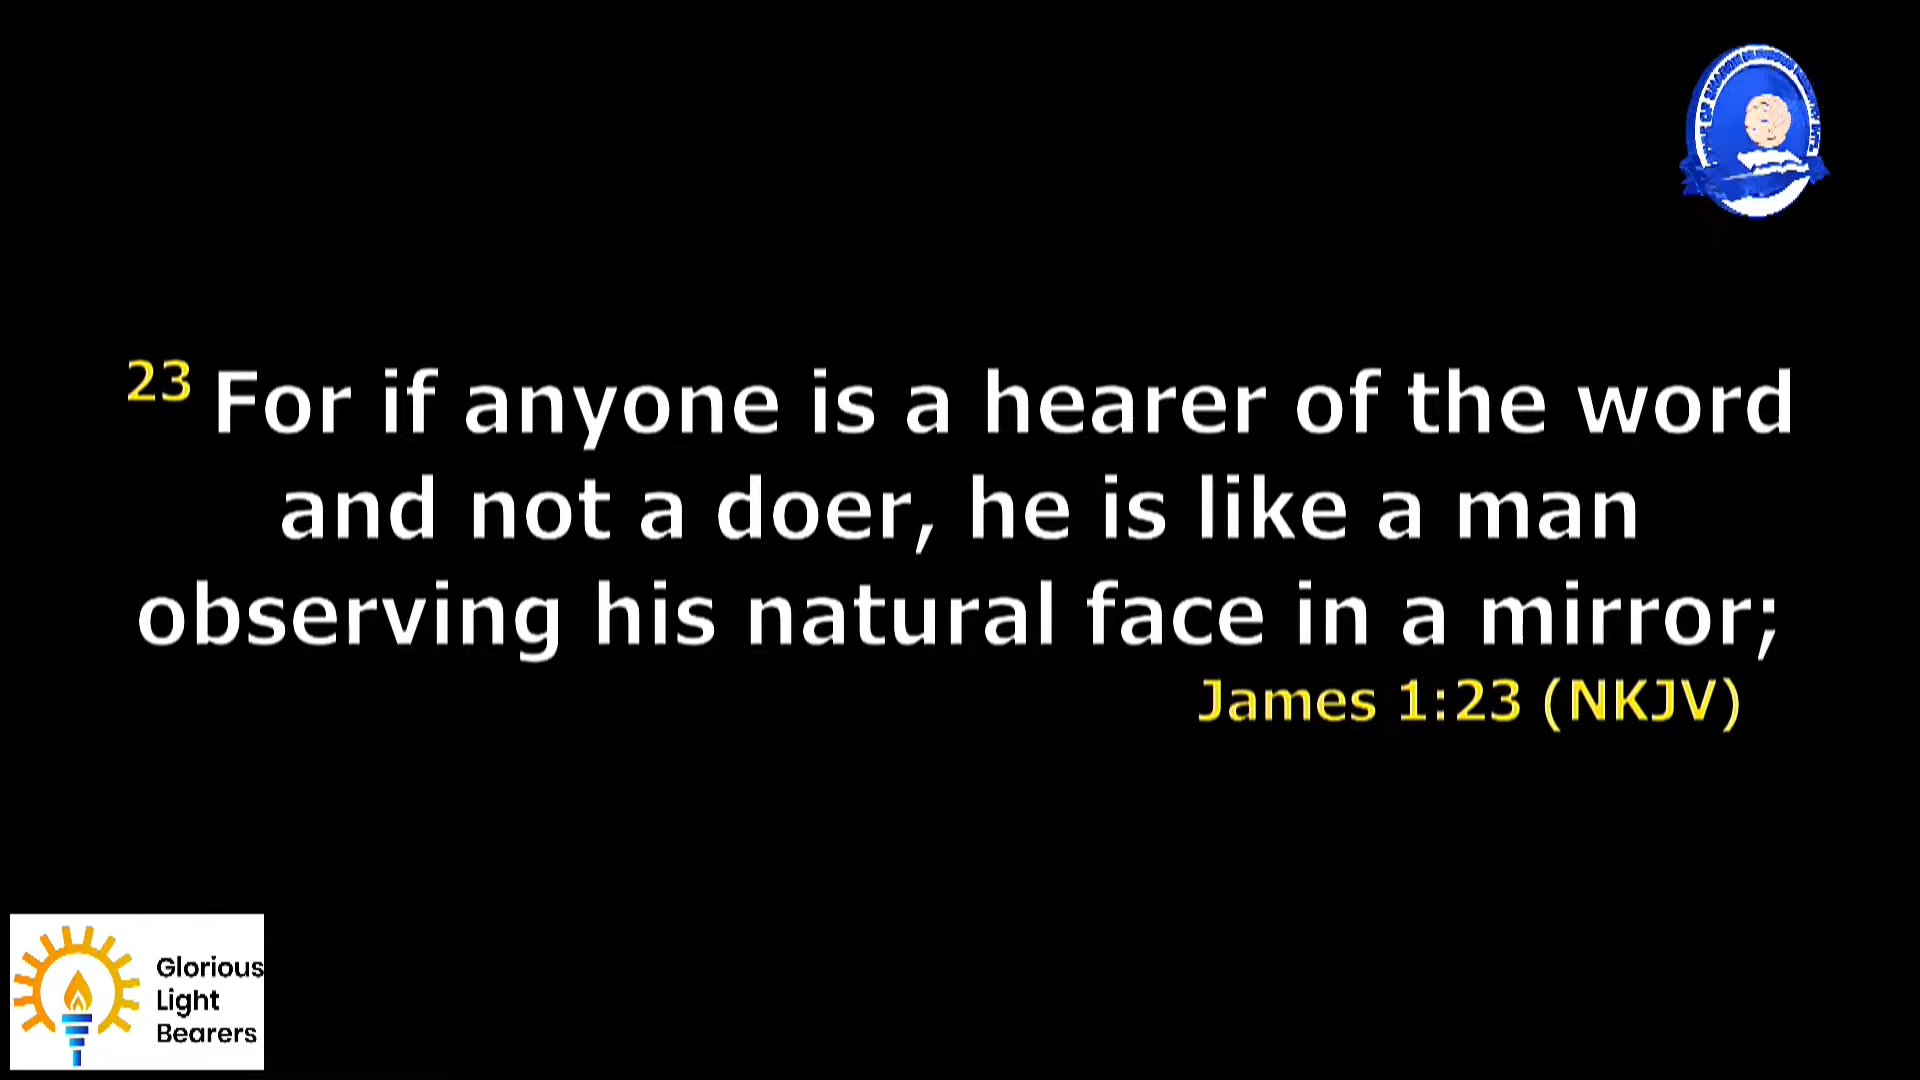 23 For if anyone is a hearer of the word
and not a doer, he is like a man
observing his natural face in a mirror;
James 1:23 (NKJV)
Glorious
Light
Bearers